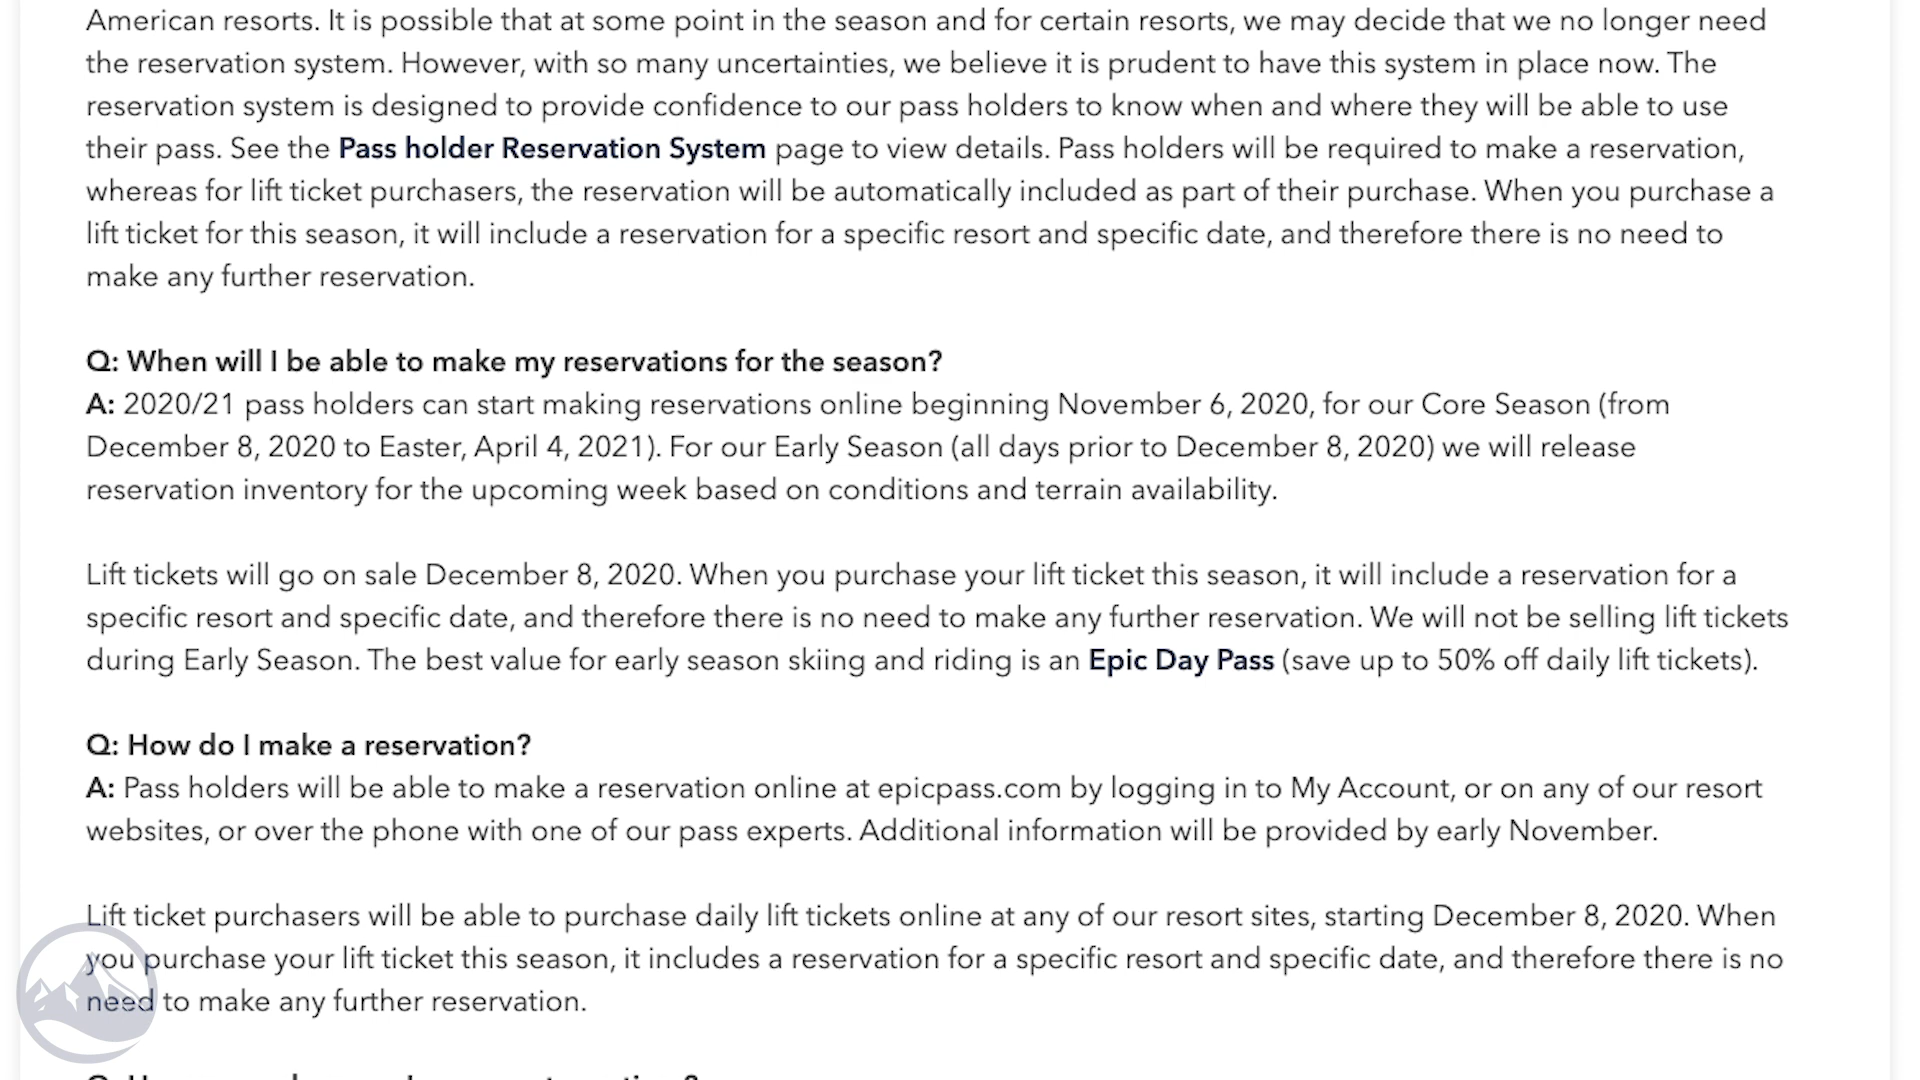 American resorts. It is possible that at some point in the season and for certain resorts, we may decide that we no longer need
the reservation system. However, with so many uncertainties, we believe it is prudent to have this system in place now. The
reservation system is designed to provide confidence to our pass holders to know when and where they will be able to use
their pass. See the Pass holder Reservation System page to view details. Pass holders will be required to make a reservation,
whereas for lift ticket purchasers, the reservation will be automatically included as part of their purchase. When you purchase a
lift ticket for this season, it will include a reservation for a specific resort and specific date, and therefore there is no need to
make any further reservation.
Q: When will I be able to make my reservations for the season?
A: 2020/21 pass holders can start making reservations online beginning November 6, 2020, for our Core Season (from
December 8, 2020 to Easter, April 4, 2021). For our Early Season (all days prior to December 8, 2020) we will release
reservation inventory for the upcoming week based on conditions and terrain availability.
Lift tickets will go on sale December 8, 2020. When you purchase your lift ticket this season, it will include a reservation for a
specific resort and specific date, and therefore there is no need to make any further reservation. We will not be selling lift tickets
during Early Season. The best value for early season skiing and riding is an Epic Day Pass (save up to 50% off daily lift tickets).
Q: How do I make a reservation?
A: Pass holders will be able to make a reservation online at epicpass.com by logging in to My Account, or on any of our resort
websites, or over the phone with one of our pass experts. Additional information will be provided by early November.
Lift ticket purchasers will be able to purchase daily lift tickets online at any of our resort sites, starting December 8, 2020. When
you purchase your lift ticket this season, it includes a reservation for a specific resort and specific date, and therefore there is no
need to make any further reservation.